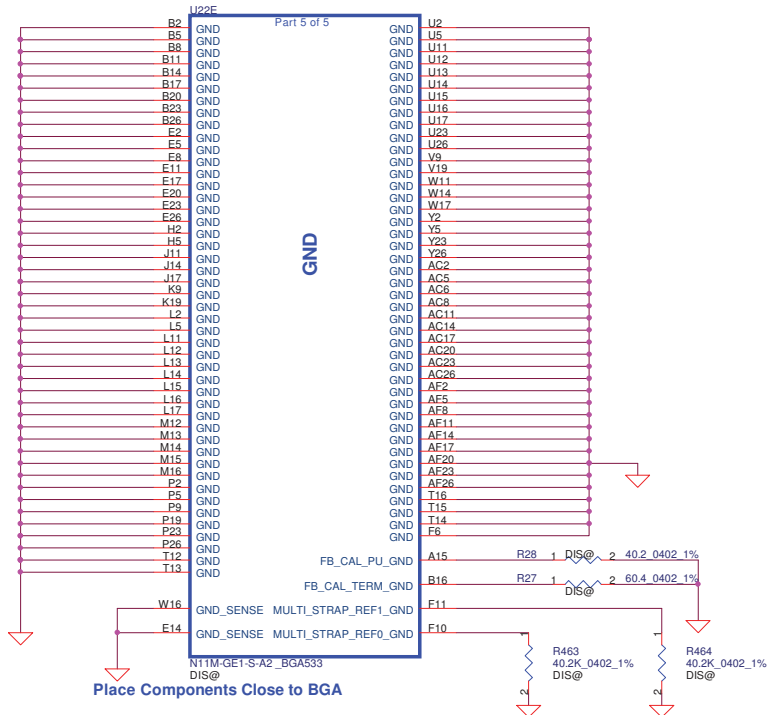 U22E
Part 5 of 5
B2 GND GND U2
B5 GND GND U5
B8 GND GND U11
B11 GND GND U12
B14 GND GND U13
B17 GND GND U14
B20 GND GND U15
B23 GND GND U16
B26 GND GND U17
E2 GND GND U23
E5 GND GND U26
E8 GND GND V9
E11 GND GND V19
E17 GND GND W11
E20 GND GND W14
E23 GND GND W17
E26 GND GND Y2
H2 GND GND Y5
H5 GND GND Y23
J11 GND GND Y26
J14 GND GND AC2
J17 GND GND AC5
K9 GND GND AC6
K19 GND GND AC8
L2 GND GND AC11
L5 GND GND AC14
L11 GND GND AC17
L12 GND GND AC20
L13 GND GND AC23
L14 GND GND AC26
L15 GND GND AF2
L16 GND GND AF5
L17 GND GND AF8
M12 GND GND AF11
M13 GND GND AF14
M14 GND GND AF17
M15 GND GND AF20
M16 GND GND AF23
P2 GND GND AF26
P5 GND GND T16
P9 GND GND T15
P19 GND GND T14
P23 GND GND F6
P26 GND
T12 GND
T13 GND
GND
FB_CAL_PU_GND A15 R28 1 DIS@ 2 40.2_0402_1%
FB_CAL_TERM_GND B16 R27 1 DIS@ 2 60.4_0402_1%
W16 GND_SENSE MULTI_STRAP_REF1_GND F11
E14 GND_SENSE MULTI_STRAP_REF0_GND F10
1 R463 40.2K_0402_1% DIS@ 2
1 R464 40.2K_0402_1% DIS@ 2
N11M-GE1-S-A2 _BGA533
DIS@
Place Components Close to BGA